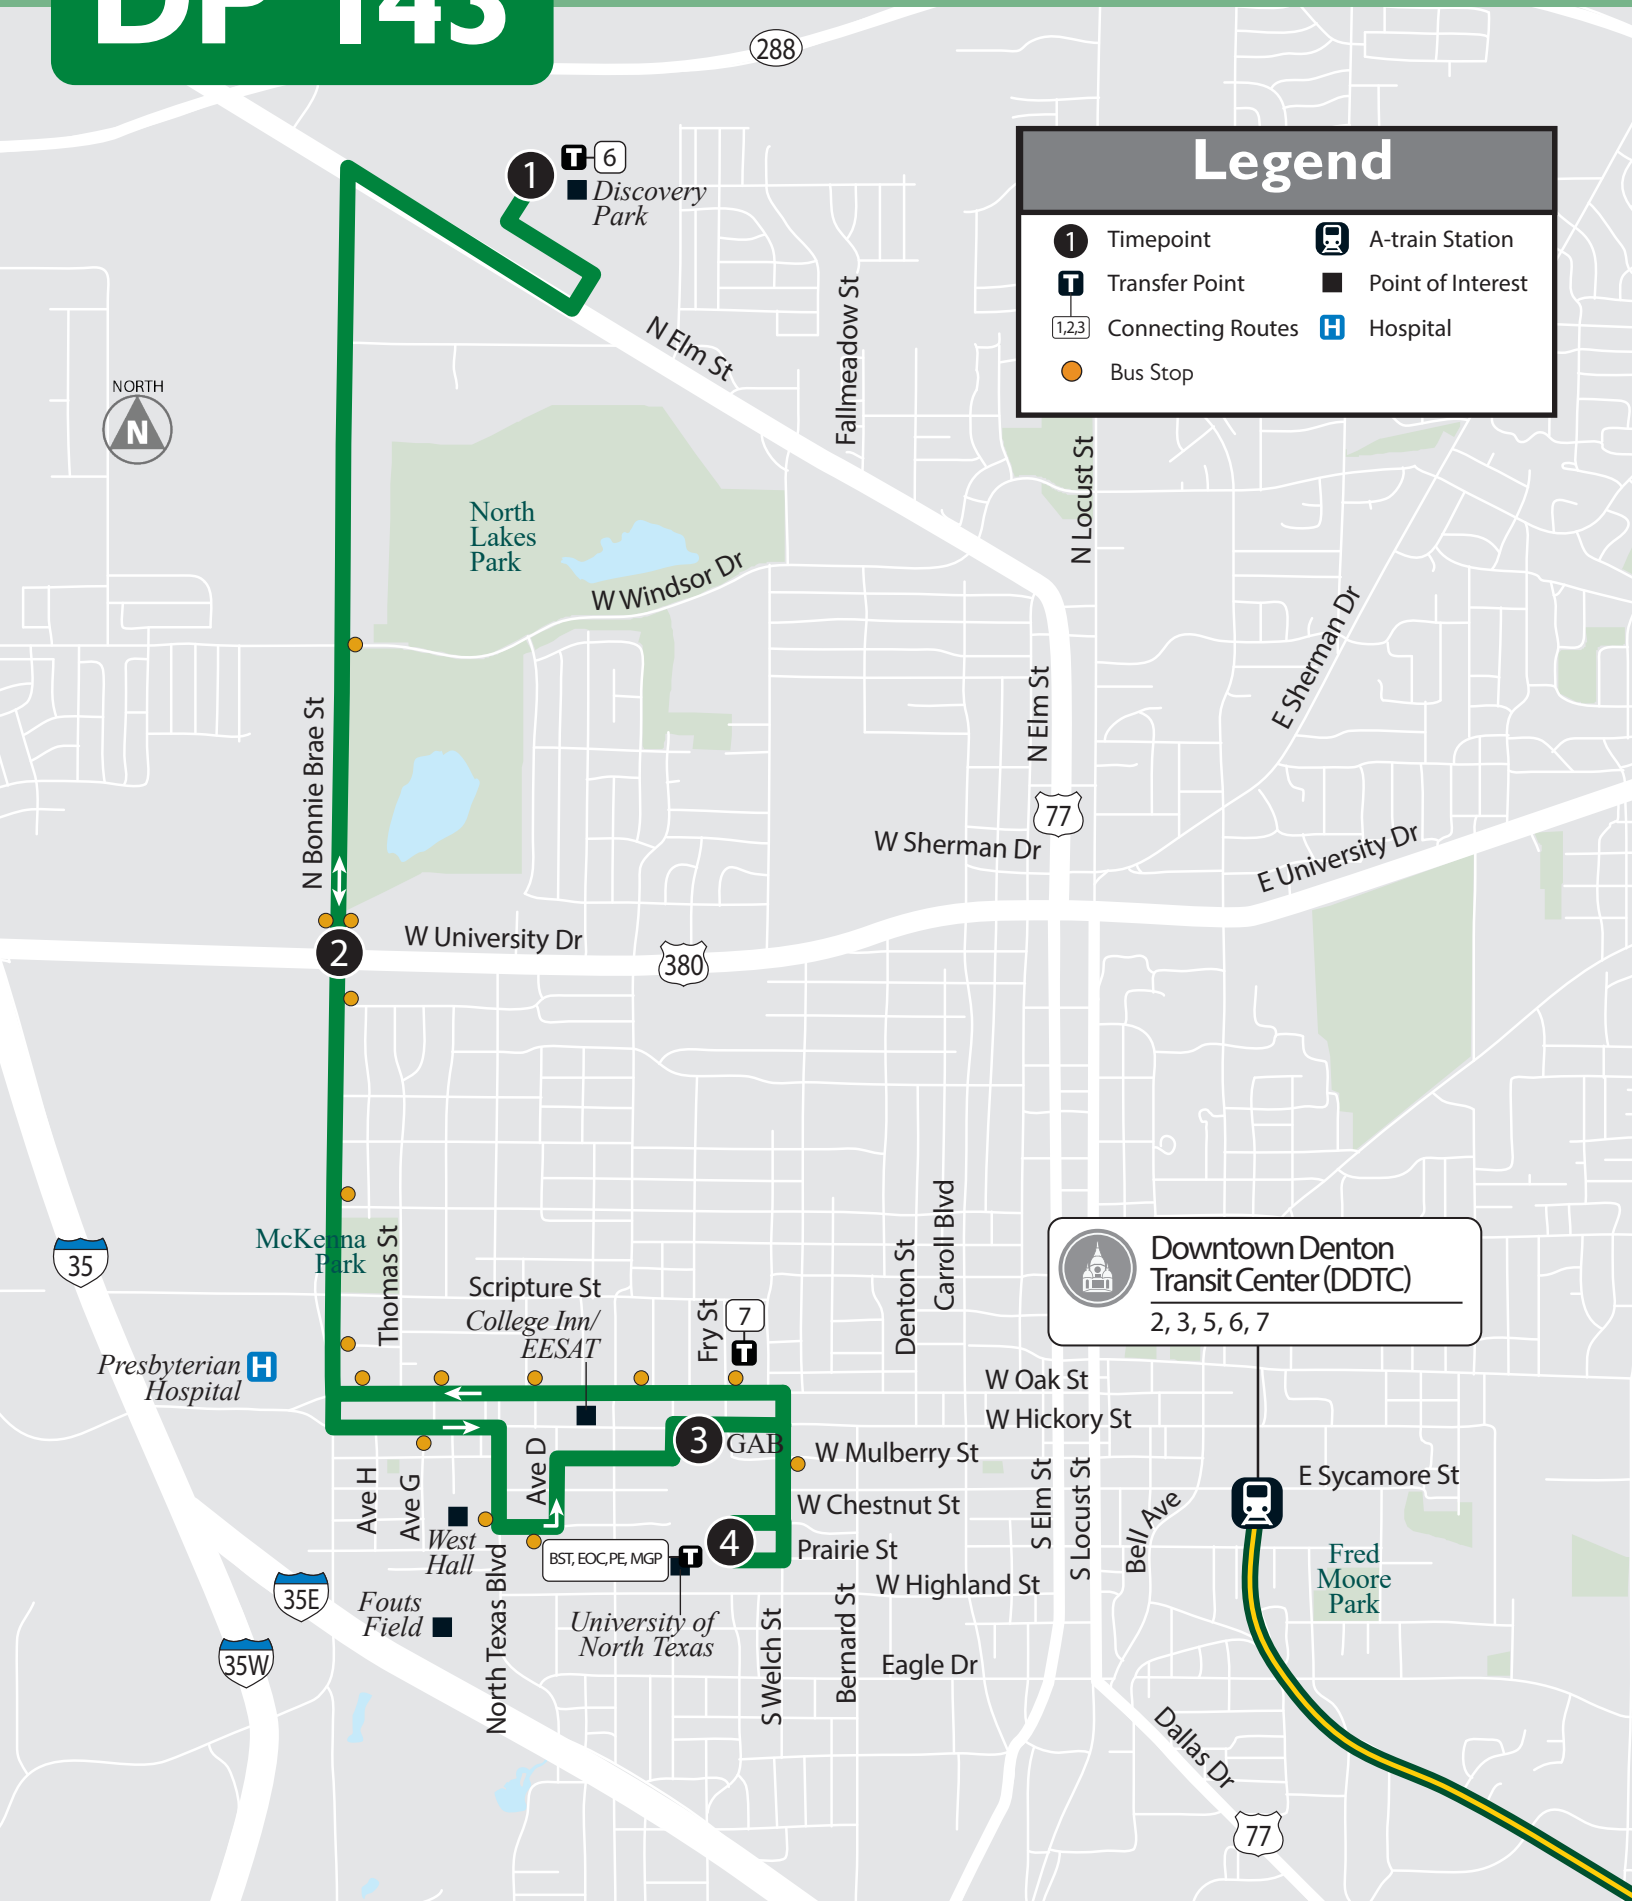 DP 143
288
Legend
1 Timepoint
A-train Station
T Transfer Point
Point of Interest
1,2,3 Connecting Routes
H Hospital
Bus Stop
1
T 6
Discovery
Park
N Elm St
Fallmeadow St
NORTH
N
N Locust St
North
Lakes
Park
W Windsor Dr
E Sherman Dr
N Elm St
N Bonnie Brae St
77
W Sherman Dr
E University Dr
2
W University Dr
380
McKenna
Park
35
Thomas St
Scripture St
College Inn/
EESAT
Fry St
7
T
Denton St
Carroll Blvd
Downtown Denton
Transit Center (DDTC)
2, 3, 5, 6, 7
Presbyterian
Hospital
H
W Oak St
W Hickory St
3
GAB
W Mulberry St
Ave H
Ave G
Ave D
W Chestnut St
S Elm St
S Locust St
Bell Ave
E Sycamore St
West
Hall
BST, EOC, PE, MGP
T
4
Prairie St
W Highland St
Fred
Moore
Park
35E
Fouts
Field
North Texas Blvd
University of
North Texas
S Welch St
Bernard St
Eagle Dr
35W
Dallas Dr
77